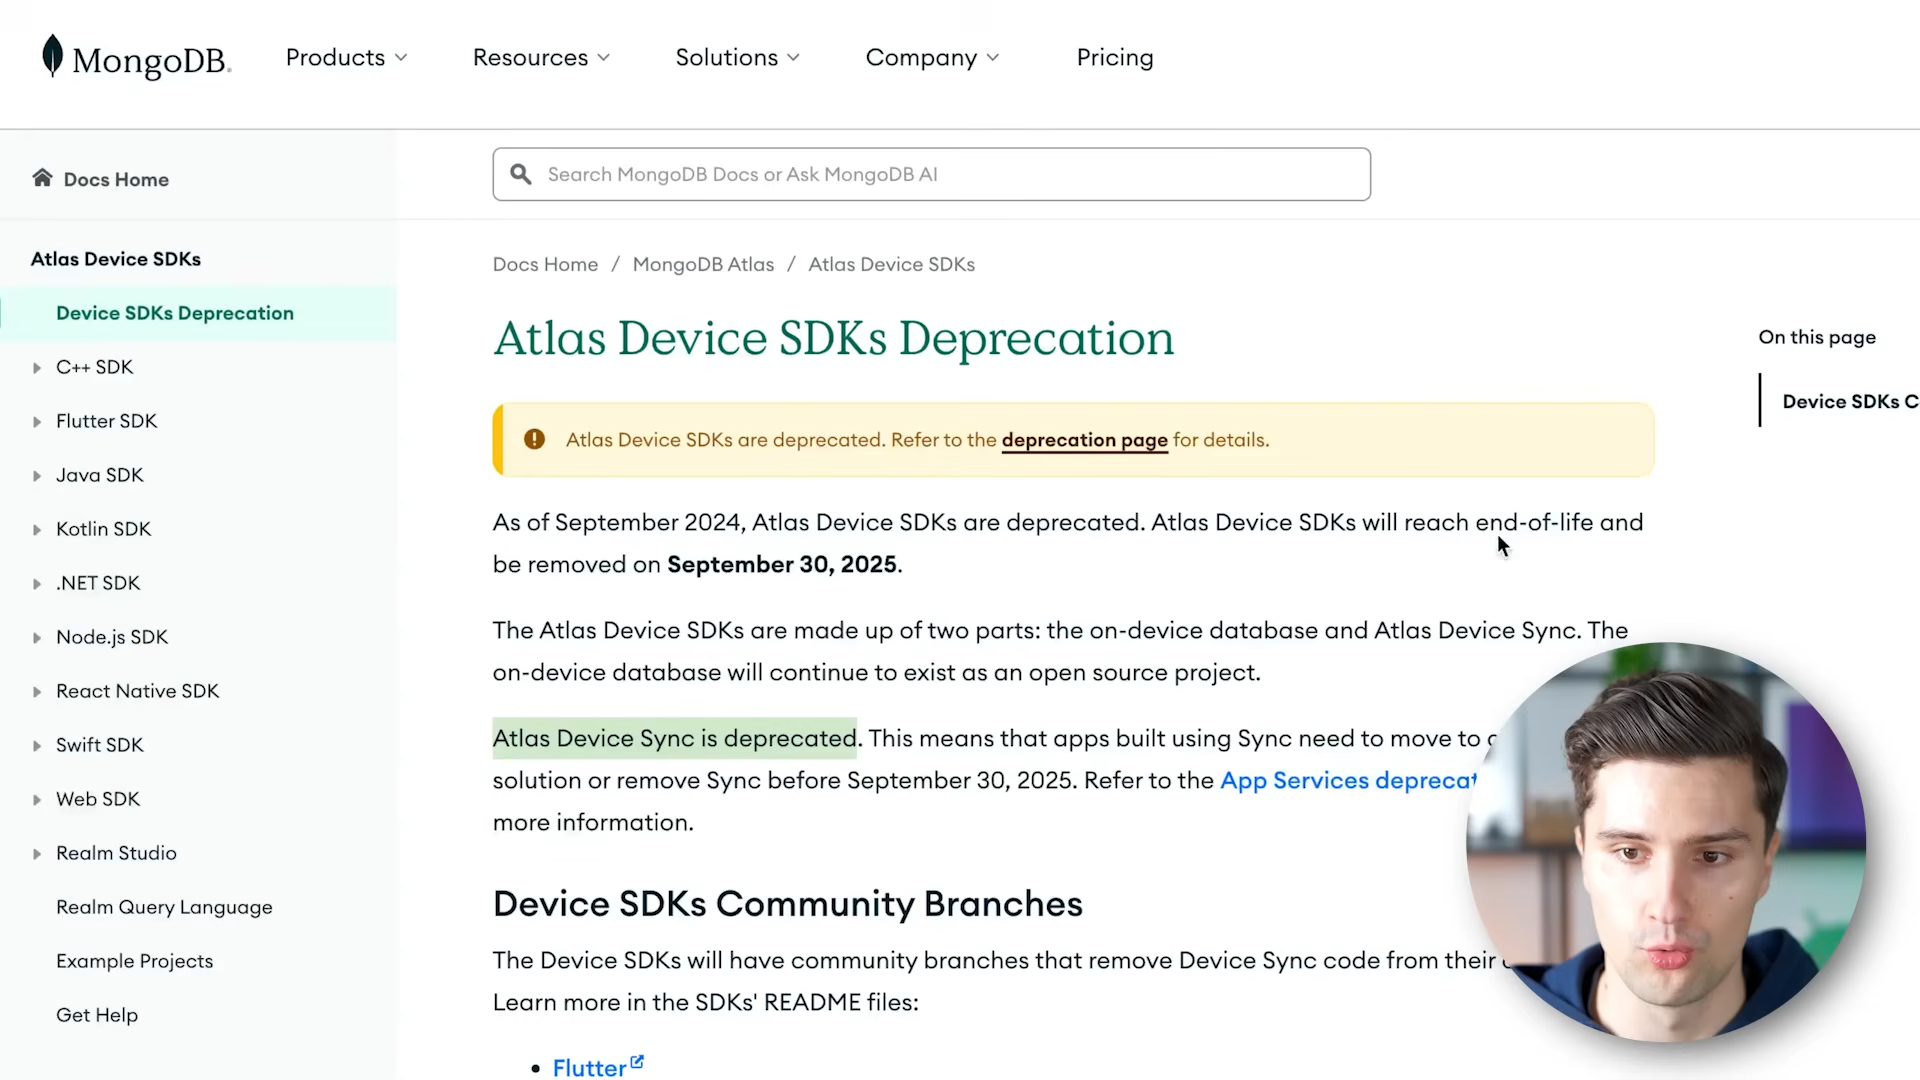 MongoDB.
Products
Resources
Solutions
Company
Pricing
Docs Home
Search MongoDB Docs or Ask MongoDB AI
Atlas Device SDKs
Device SDKs Deprecation
C++ SDK
Flutter SDK
Java SDK
Kotlin SDK
.NET SDK
Node.js SDK
React Native SDK
Swift SDK
Web SDK
Realm Studio
Realm Query Language
Example Projects
Get Help
Docs Home / MongoDB Atlas / Atlas Device SDKs
Atlas Device SDKs Deprecation
Atlas Device SDKs are deprecated. Refer to the deprecation page for details.
As of September 2024, Atlas Device SDKs are deprecated. Atlas Device SDKs will reach end-of-life and
be removed on September 30, 2025.
The Atlas Device SDKs are made up of two parts: the on-device database and Atlas Device Sync. The
on-device database will continue to exist as an open source project.
Atlas Device Sync is deprecated. This means that apps built using Sync need to move to
solution or remove Sync before September 30, 2025. Refer to the App Services deprecat
more information.
Device SDKs Community Branches
The Device SDKs will have community branches that remove Device Sync code from their
Learn more in the SDKs' README files:
• Flutter
On this page
Device SDKs C